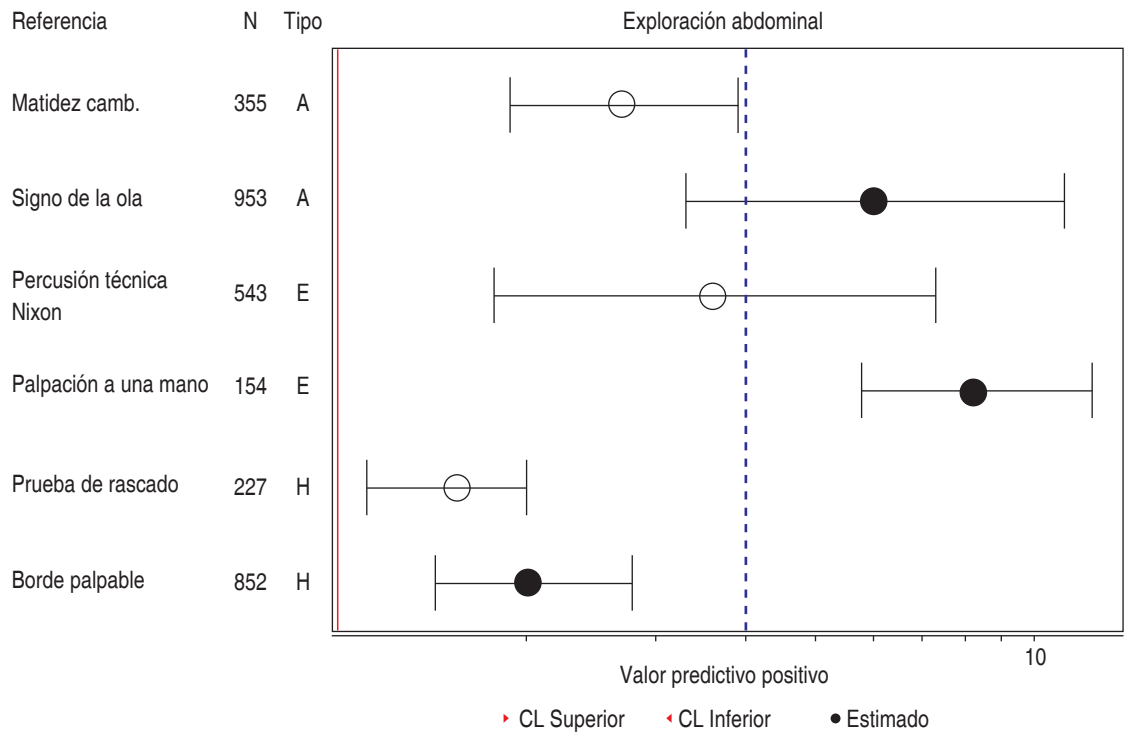 Referencia N Tipo Exploración abdominal
Matidez camb. 355 A
Signo de la ola 953 A
Percusión técnica
Nixon 543 E
Palpación a una mano 154 E
Prueba de rascado 227 H
Borde palpable 852 H
10
Valor predictivo positivo
CL Superior CL Inferior Estimado